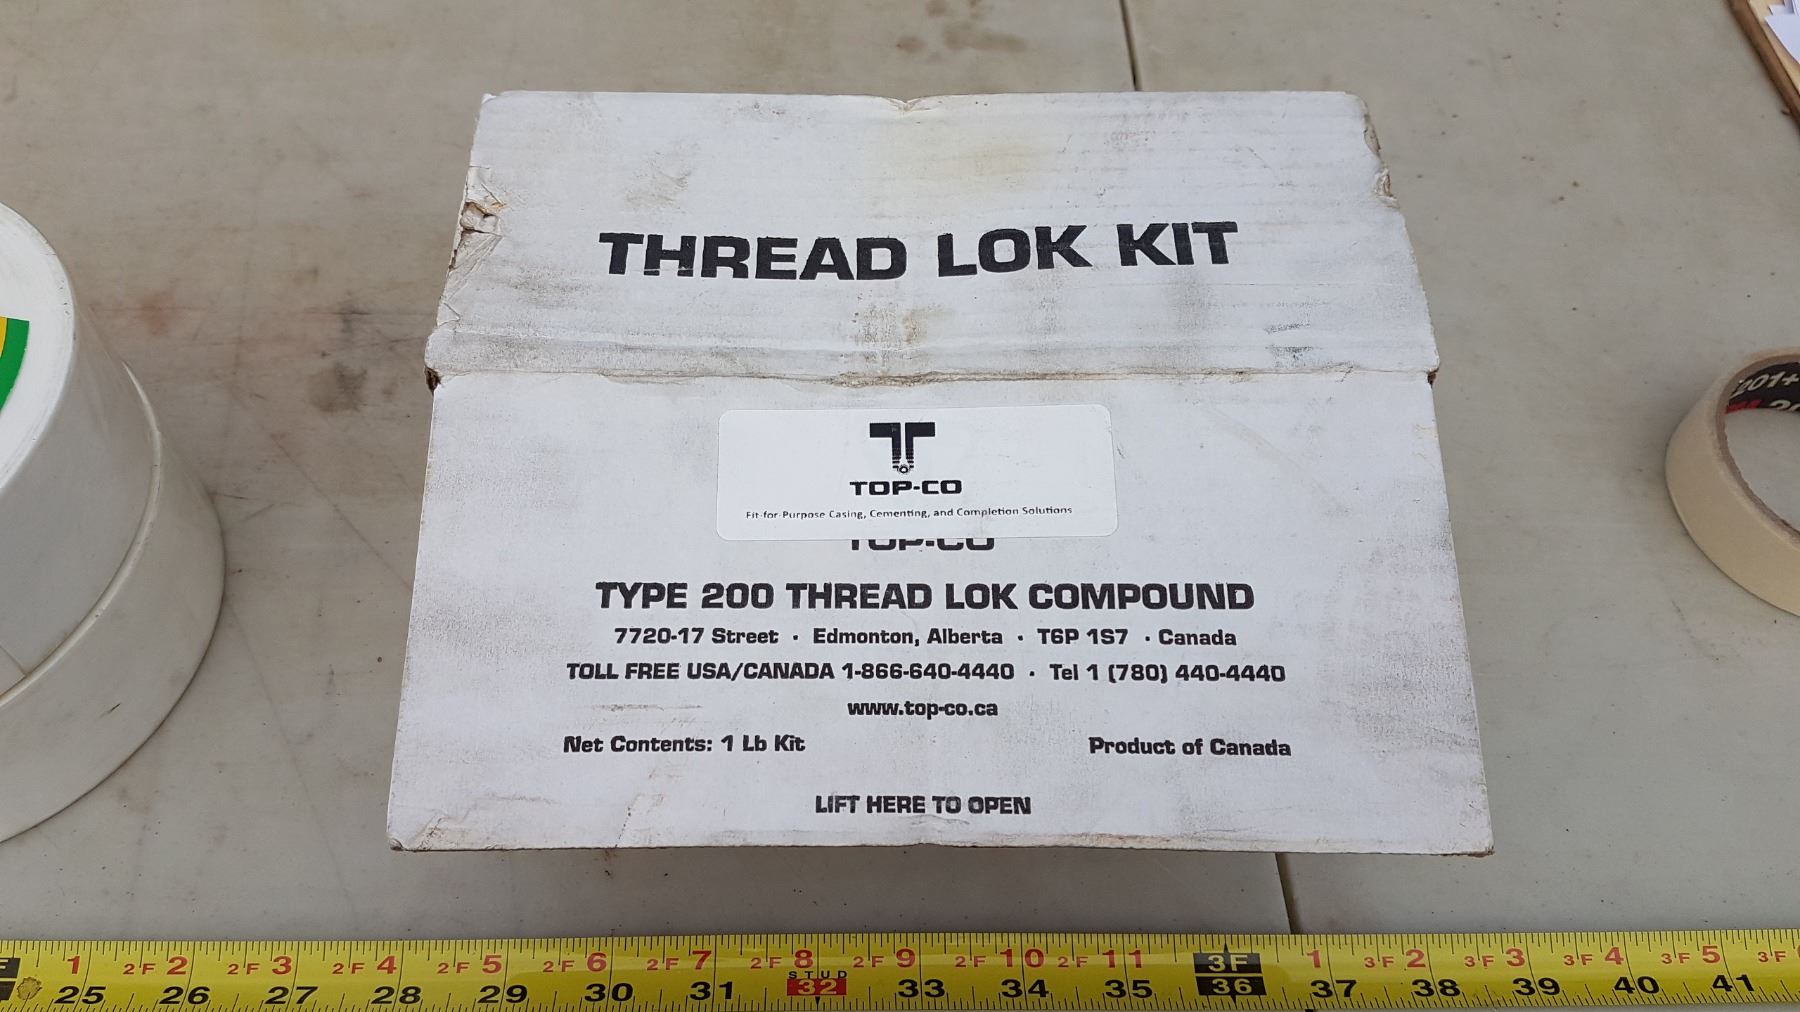 THREAD LOK KIT
TOP-CO
Fit-for-Purpose Casing, Cementing, and Completion Solutions
TOP-CO
TYPE 200 THREAD LOK COMPOUND
7720-17 Street · Edmonton, Alberta · T6P 1S7 · Canada
TOLL FREE USA/CANADA 1-866-640-4440 · Tel 1 (780) 440-4440
www.top-co.ca
Net Contents: 1 Lb Kit Product of Canada
LIFT HERE TO OPEN
201+
F 1 2F 2 2F 3 2F 4 2F 5 2F 6 2F 7 2F 8 2F 9 2F 10 2F 11 3F 1 3F 2 3F 3 3F 4 3F 5 3F
STUD
25 26 27 28 29 30 31 32 33 34 35 36 37 38 39 40 41